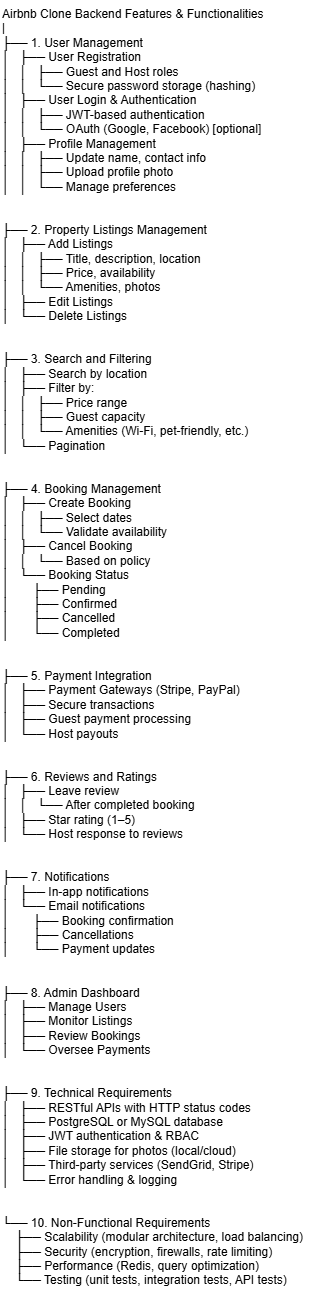 Airbnb Clone Backend Features & Functionalities
|
├── 1. User Management
│   ├── User Registration
│   │   ├── Guest and Host roles
│   │   └── Secure password storage (hashing)
│   ├── User Login & Authentication
│   │   ├── JWT-based authentication
│   │   └── OAuth (Google, Facebook) [optional]
│   ├── Profile Management
│   │   ├── Update name, contact info
│   │   ├── Upload profile photo
│   │   └── Manage preferences
├── 2. Property Listings Management
│   ├── Add Listings
│   │   ├── Title, description, location
│   │   ├── Price, availability
│   │   └── Amenities, photos
│   ├── Edit Listings
│   └── Delete Listings
├── 3. Search and Filtering
│   ├── Search by location
│   ├── Filter by:
│   │   ├── Price range
│   │   ├── Guest capacity
│   │   └── Amenities (Wi-Fi, pet-friendly, etc.)
│   └── Pagination
├── 4. Booking Management
│   ├── Create Booking
│   │   ├── Select dates
│   │   └── Validate availability
│   ├── Cancel Booking
│   │   └── Based on policy
│   └── Booking Status
│       ├── Pending
│       ├── Confirmed
│       ├── Cancelled
│       └── Completed
├── 5. Payment Integration
│   ├── Payment Gateways (Stripe, PayPal)
│   ├── Secure transactions
│   ├── Guest payment processing
│   └── Host payouts
├── 6. Reviews and Ratings
│   ├── Leave review
│   │   └── After completed booking
│   ├── Star rating (1–5)
│   └── Host response to reviews
├── 7. Notifications
│   ├── In-app notifications
│   └── Email notifications
│       ├── Booking confirmation
│       ├── Cancellations
│       └── Payment updates
├── 8. Admin Dashboard
│   ├── Manage Users
│   ├── Monitor Listings
│   ├── Review Bookings
│   └── Oversee Payments
├── 9. Technical Requirements
│   ├── RESTful APIs with HTTP status codes
│   ├── PostgreSQL or MySQL database
│   ├── JWT authentication & RBAC
│   ├── File storage for photos (local/cloud)
│   ├── Third-party services (SendGrid, Stripe)
│   └── Error handling & logging
└── 10. Non-Functional Requirements
    ├── Scalability (modular architecture, load balancing)
    ├── Security (encryption, firewalls, rate limiting)
    ├── Performance (Redis, query optimization)
    └── Testing (unit tests, integration tests, API tests)